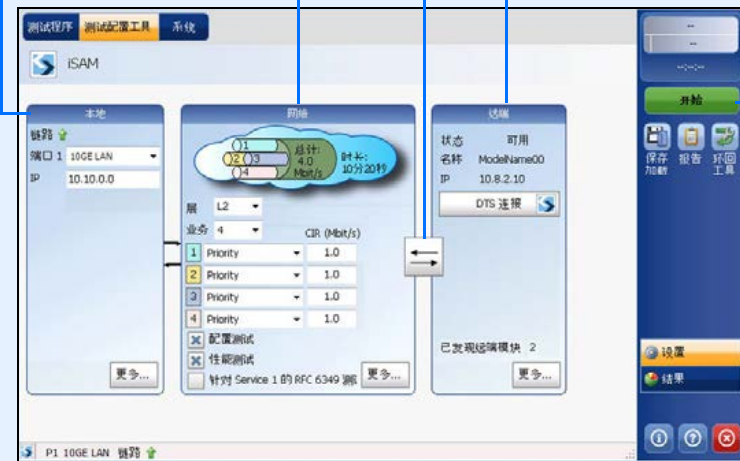 测试程序 测试配置工具 系统
iSAM
本地
链路
端口 1 10GE LAN
IP 10.10.0.0
网络
1
2 3
4
总计:
4.0
Mbit/s
时长:
10分20秒
层 L2
业务 4
CIR (Mbit/s)
1 Priority 1.0
2 Priority 1.0
3 Priority 1.0
4 Priority 1.0
配置测试
性能测试
针对 Service 1 的 RFC 6349 测
更多...
更多...
远端
状态 可用
名称 ModelName00
IP 10.8.2.10
DTS 连接
已发现远端模块 2
更多...
--
--
--:--:--
开始
保存
加载
报告
环回
工具
设置
结果
P1 10GE LAN 链路